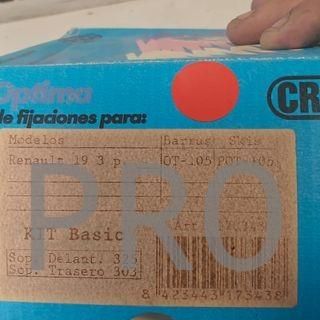 Optima
de fijaciones para:
CR
Modelos Barras Skis
Renault 19 3 p. OT-105 POT-105
PRO
KIT Basic
Sop. Delant. 325
Sop. Trasero 303
8 423443 173438